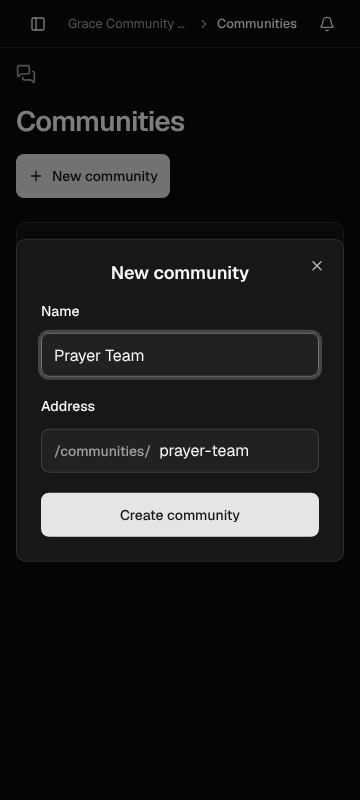 Grace Community ... Communities
Communities
New community
New community
Name
Prayer Team
Address
/communities/ prayer-team
Create community